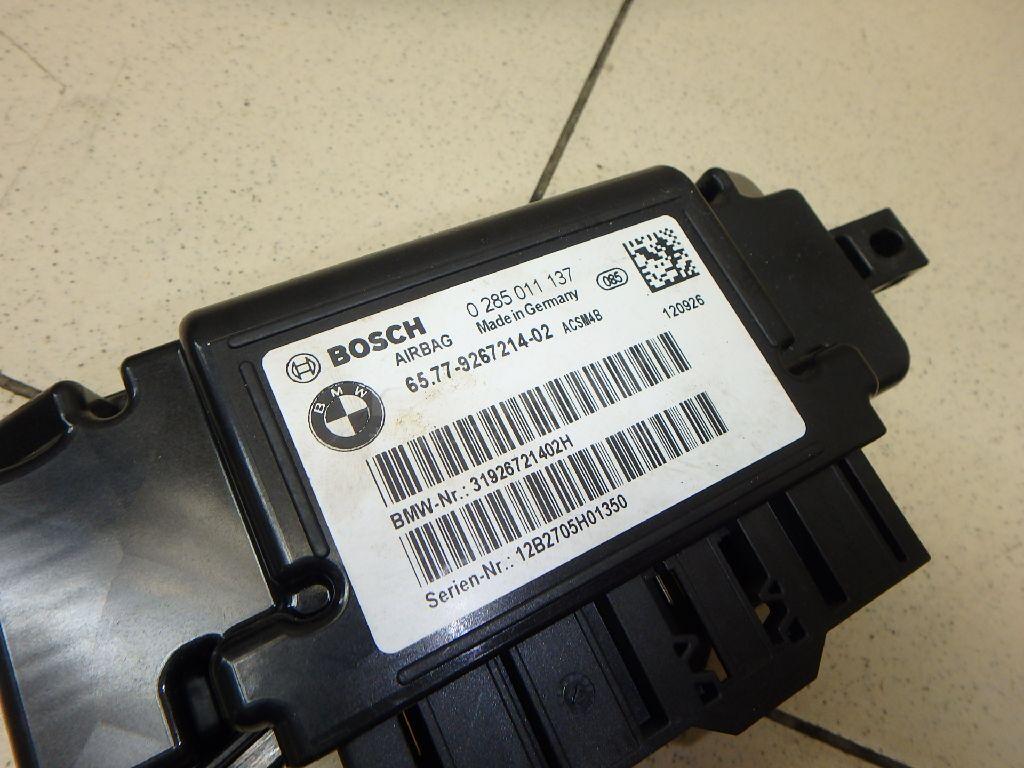 BOSCH 0 285 011 137 085
AIRBAG Made in Germany
BMW 65.77-9267214-02 ACSM4B 120926
BMW-Nr.: 31926721402H
Serien-Nr.: 12B2705H01350